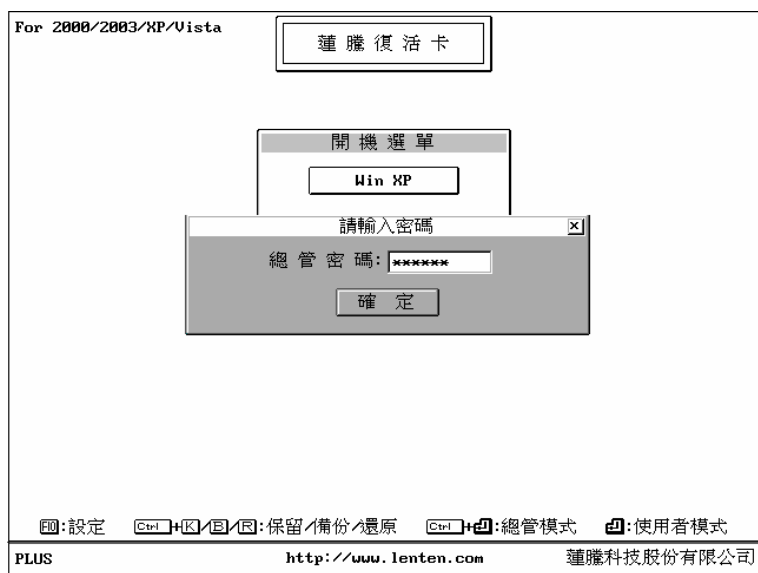 For 2000/2003/XP/Vista
蓮騰復活卡
開機選單
Win XP
請輸入密碼
x
總管密碼:******
確定
F10:設定 Ctrl+K/B/R:保留/備份/還原 Ctrl+↵:總管模式 ↵:使用者模式
PLUS http://www.lenten.com 蓮騰科技股份有限公司